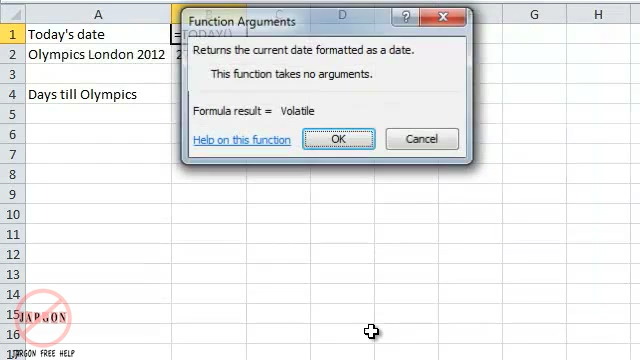 A D G H
Function Arguments
? X
1 Today's date =TODAY()
Returns the current date formatted as a date.
2 Olympics London 2012 2
This function takes no arguments.
3
4 Days till Olympics
5 Formula result = Volatile
6 Help on this function OK Cancel
7
8
9
10
11
12
13
14
15 JARGON
16
17 JARGON FREE HELP